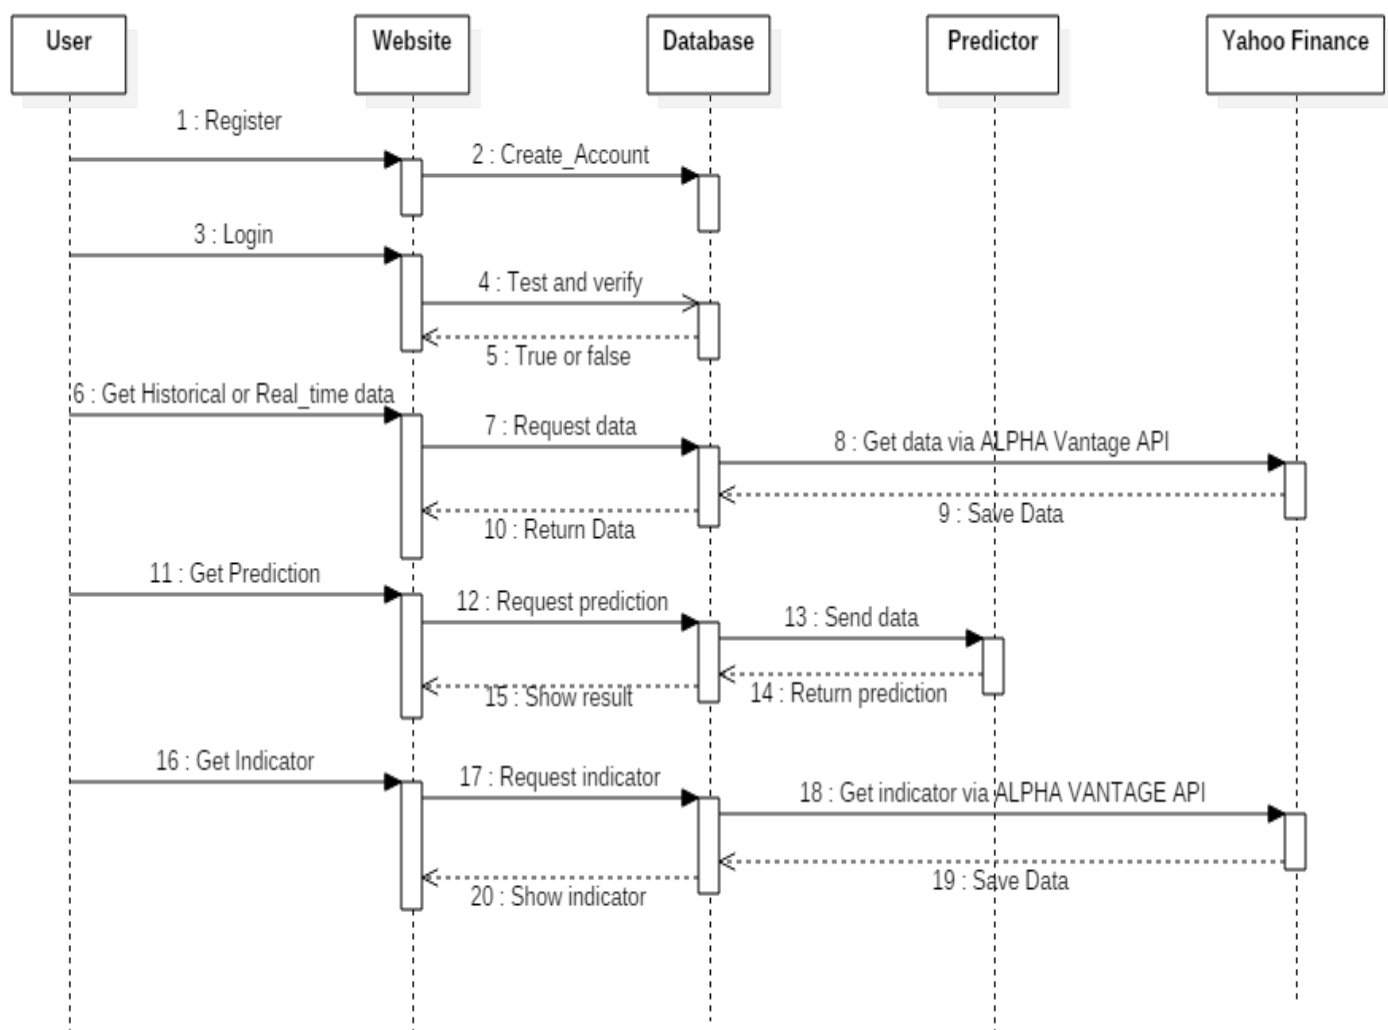 User
Website
Database
Predictor
Yahoo Finance
1 : Register
2 : Create_Account
3 : Login
4 : Test and verify
5 : True or false
6 : Get Historical or Real_time data
7 : Request data
8 : Get data via ALPHA Vantage API
9 : Save Data
10 : Return Data
11 : Get Prediction
12 : Request prediction
13 : Send data
14 : Return prediction
15 : Show result
16 : Get Indicator
17 : Request indicator
18 : Get indicator via ALPHA VANTAGE API
19 : Save Data
20 : Show indicator